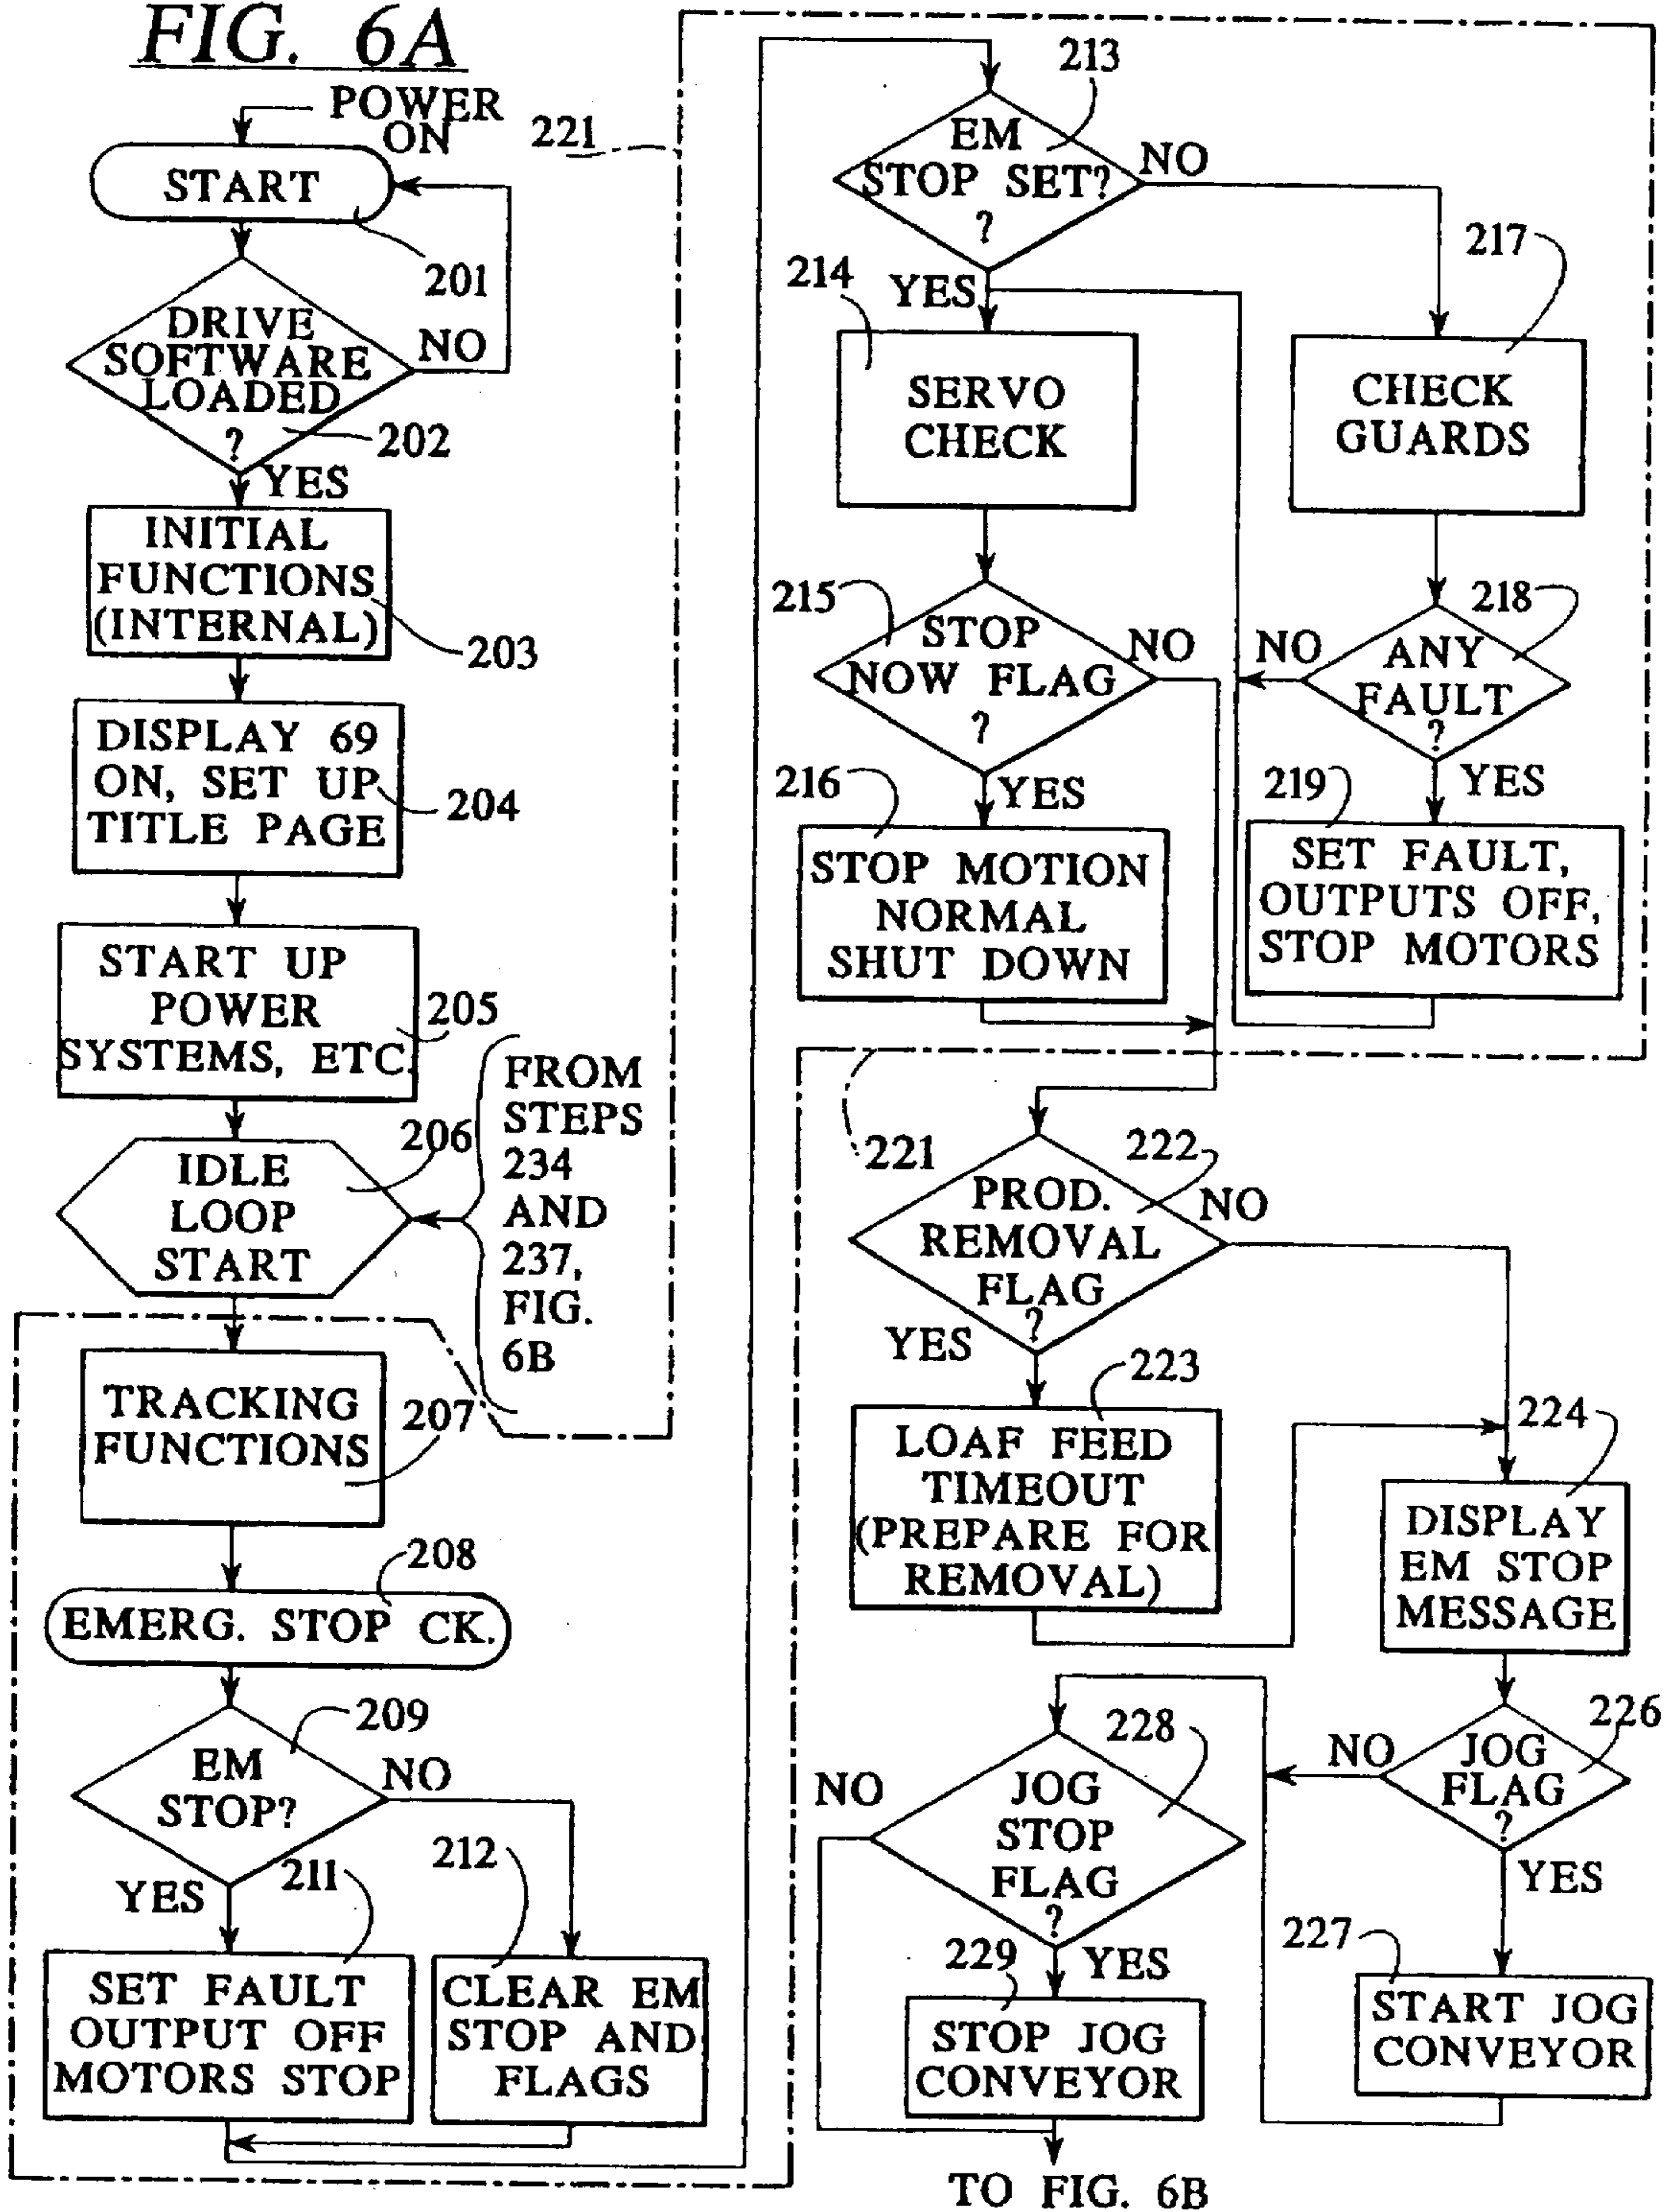 FIG. 6A
POWER
ON
START
201
DRIVE
SOFTWARE
LOADED
?
202
NO
YES
INITIAL
FUNCTIONS
(INTERNAL)
203
DISPLAY 69
ON, SET UP
TITLE PAGE
204
START UP
POWER
SYSTEMS, ETC.
205
IDLE
LOOP
START
206
FROM
STEPS
234
AND
237,
FIG.
6B
TRACKING
FUNCTIONS
207
208
EMERG. STOP CK.
209
EM
STOP?
NO
YES
211
SET FAULT
OUTPUT OFF
MOTORS STOP
212
CLEAR EM
STOP AND
FLAGS
221
213
EM
STOP SET?
?
NO
YES
214
SERVO
CHECK
217
CHECK
GUARDS
215
STOP
NOW FLAG
?
NO
YES
218
ANY
FAULT
?
NO
YES
216
STOP MOTION
NORMAL
SHUT DOWN
219
SET FAULT,
OUTPUTS OFF,
STOP MOTORS
221
222
PROD.
REMOVAL
FLAG
?
NO
YES
223
LOAF FEED
TIMEOUT
(PREPARE FOR
REMOVAL)
224
DISPLAY
EM STOP
MESSAGE
226
JOG
FLAG
?
NO
YES
227
START JOG
CONVEYOR
228
JOG
STOP
FLAG
?
NO
YES
229
STOP JOG
CONVEYOR
TO FIG. 6B